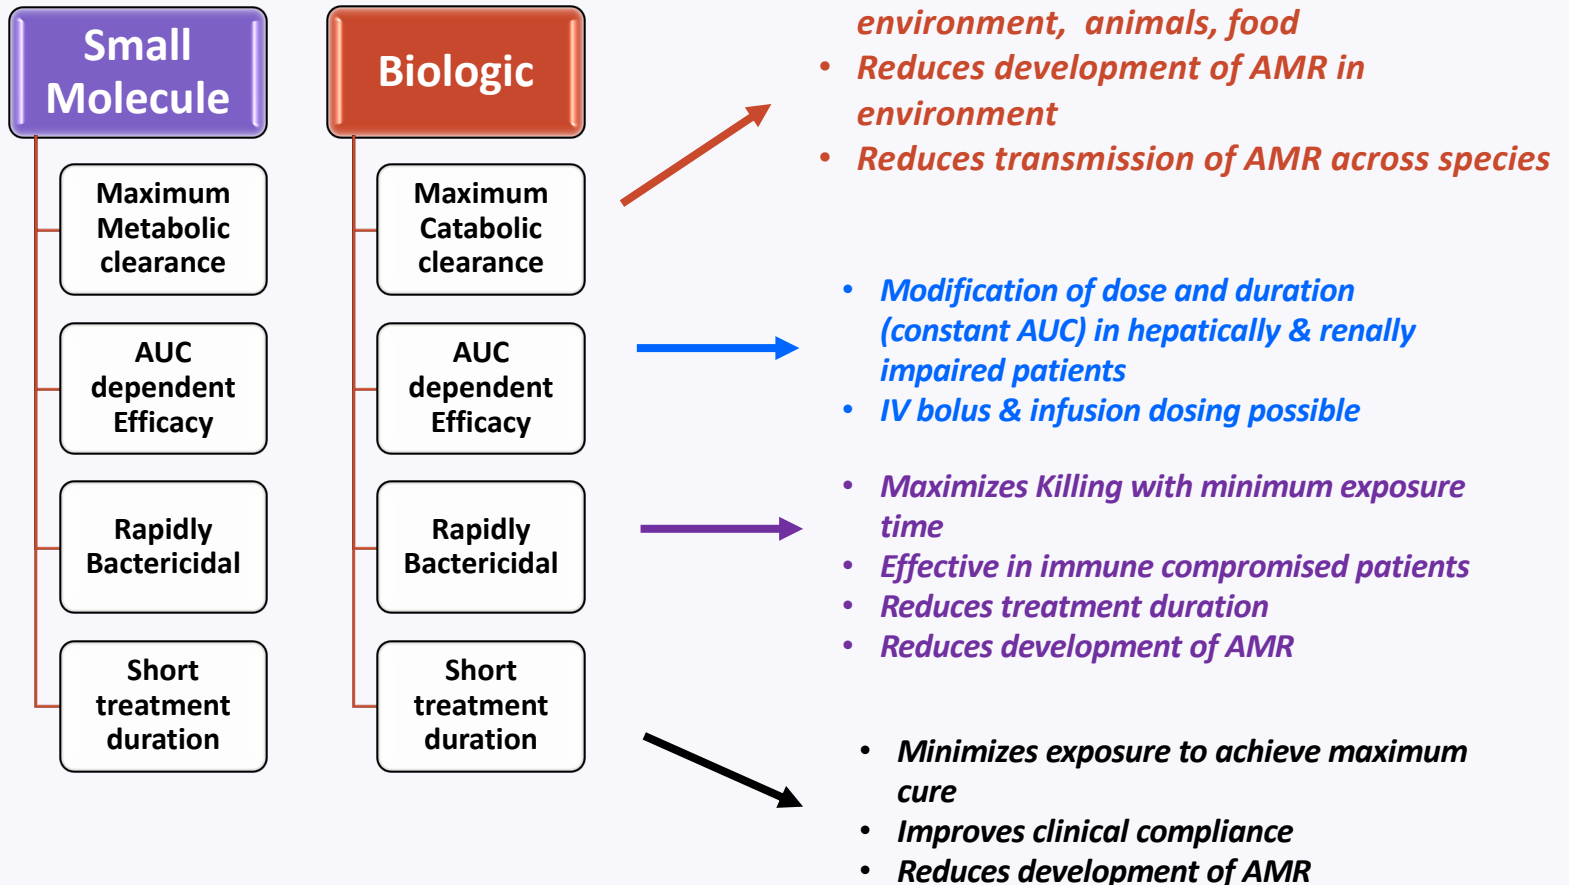 Small
Molecule
Maximum
Metabolic
clearance
AUC
dependent
Efficacy
Rapidly
Bactericidal
Short
treatment
duration
Biologic
Maximum
Catabolic
clearance
AUC
dependent
Efficacy
Rapidly
Bactericidal
Short
treatment
duration
environment, animals, food
• Reduces development of AMR in
environment
• Reduces transmission of AMR across species
• Modification of dose and duration
(constant AUC) in hepatically & renally
impaired patients
• IV bolus & infusion dosing possible
• Maximizes Killing with minimum exposure
time
• Effective in immune compromised patients
• Reduces treatment duration
• Reduces development of AMR
• Minimizes exposure to achieve maximum
cure
• Improves clinical compliance
• Reduces development of AMR